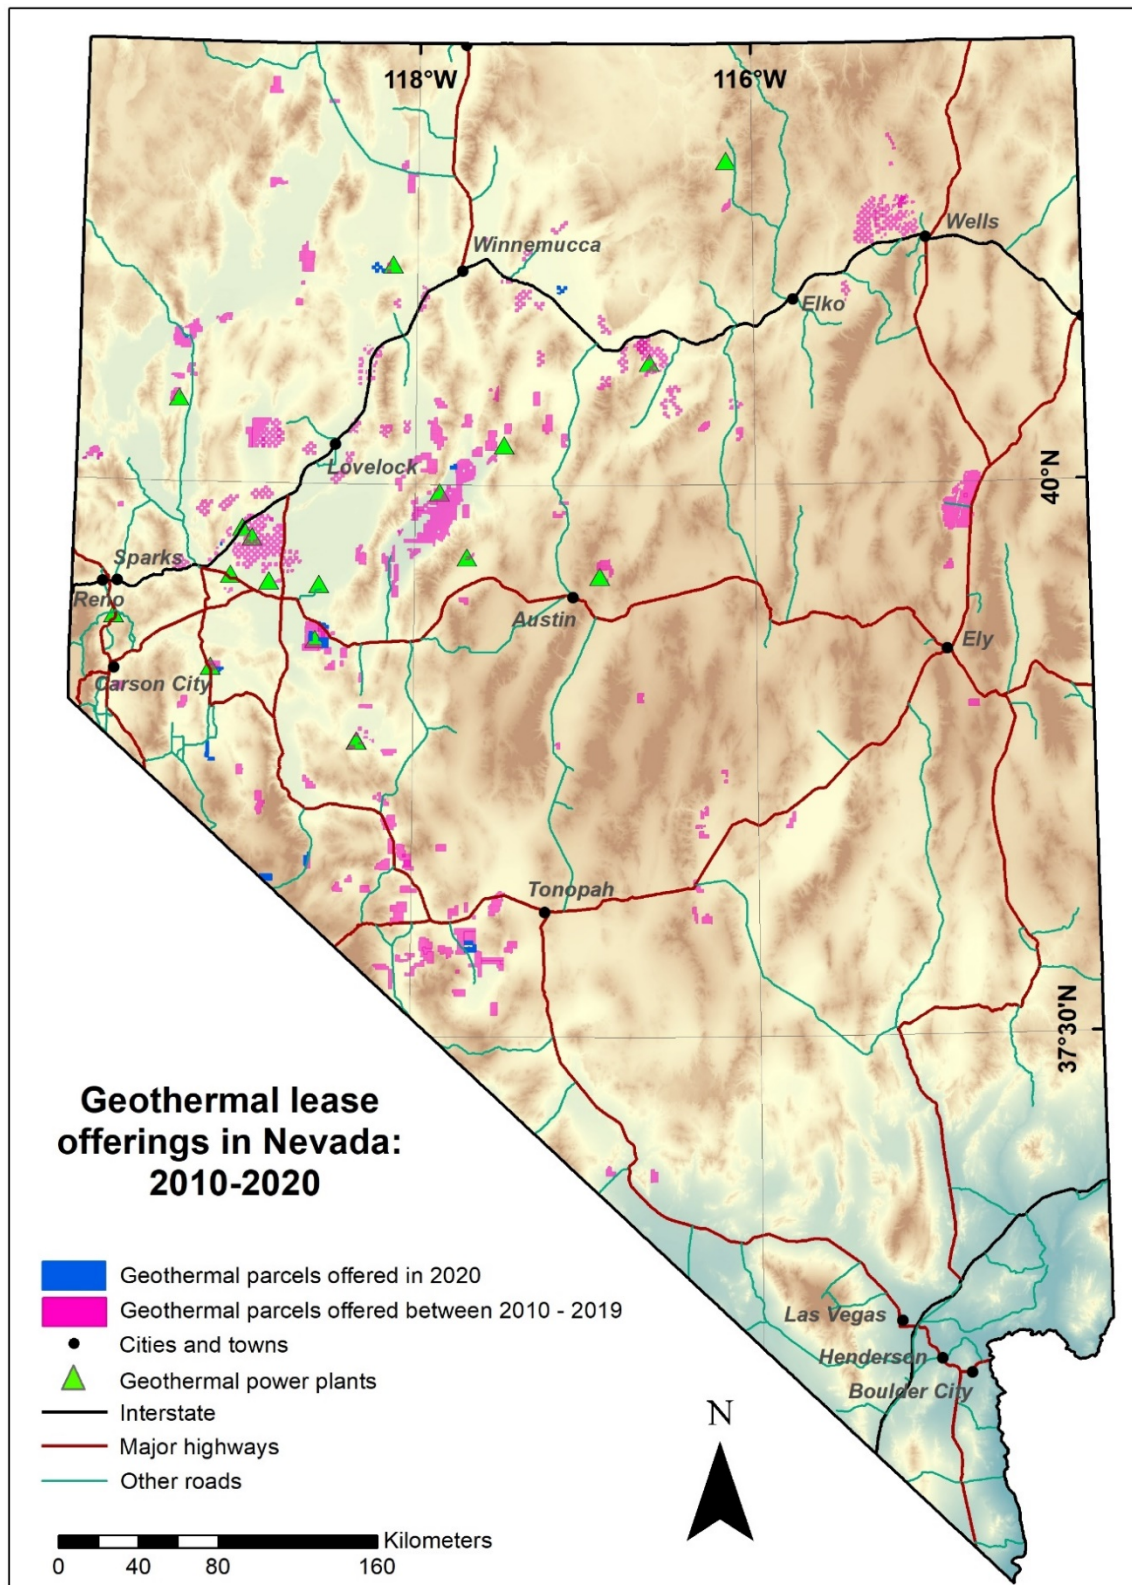 118°W
116°W
Wells
Winnemucca
Elko
Lovelock
40°N
Sparks
Reno
Austin
Ely
Carson City
Tonopah
37°30'N
Geothermal lease
offerings in Nevada:
2010-2020
Geothermal parcels offered in 2020
Geothermal parcels offered between 2010 - 2019
Cities and towns
Geothermal power plants
Interstate
Major highways
Other roads
Las Vegas
Henderson
Boulder City
N
Kilometers
0 40 80 160